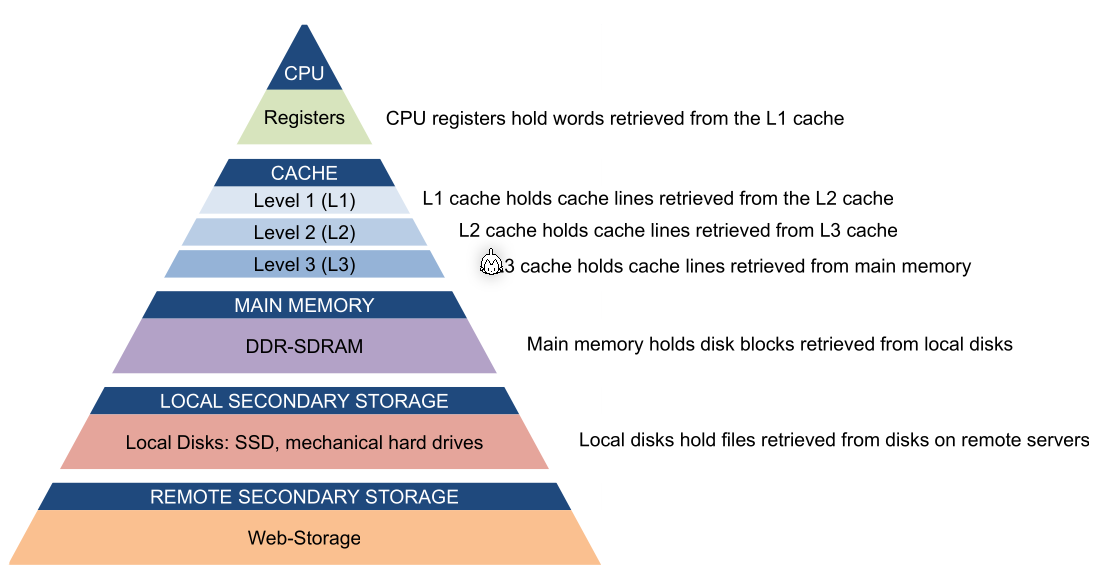 CPU
Registers
CPU registers hold words retrieved from the L1 cache
CACHE
Level 1 (L1)
L1 cache holds cache lines retrieved from the L2 cache
Level 2 (L2)
L2 cache holds cache lines retrieved from L3 cache
Level 3 (L3)
3 cache holds cache lines retrieved from main memory
MAIN MEMORY
DDR-SDRAM
Main memory holds disk blocks retrieved from local disks
LOCAL SECONDARY STORAGE
Local Disks: SSD, mechanical hard drives
Local disks hold files retrieved from disks on remote servers
REMOTE SECONDARY STORAGE
Web-Storage